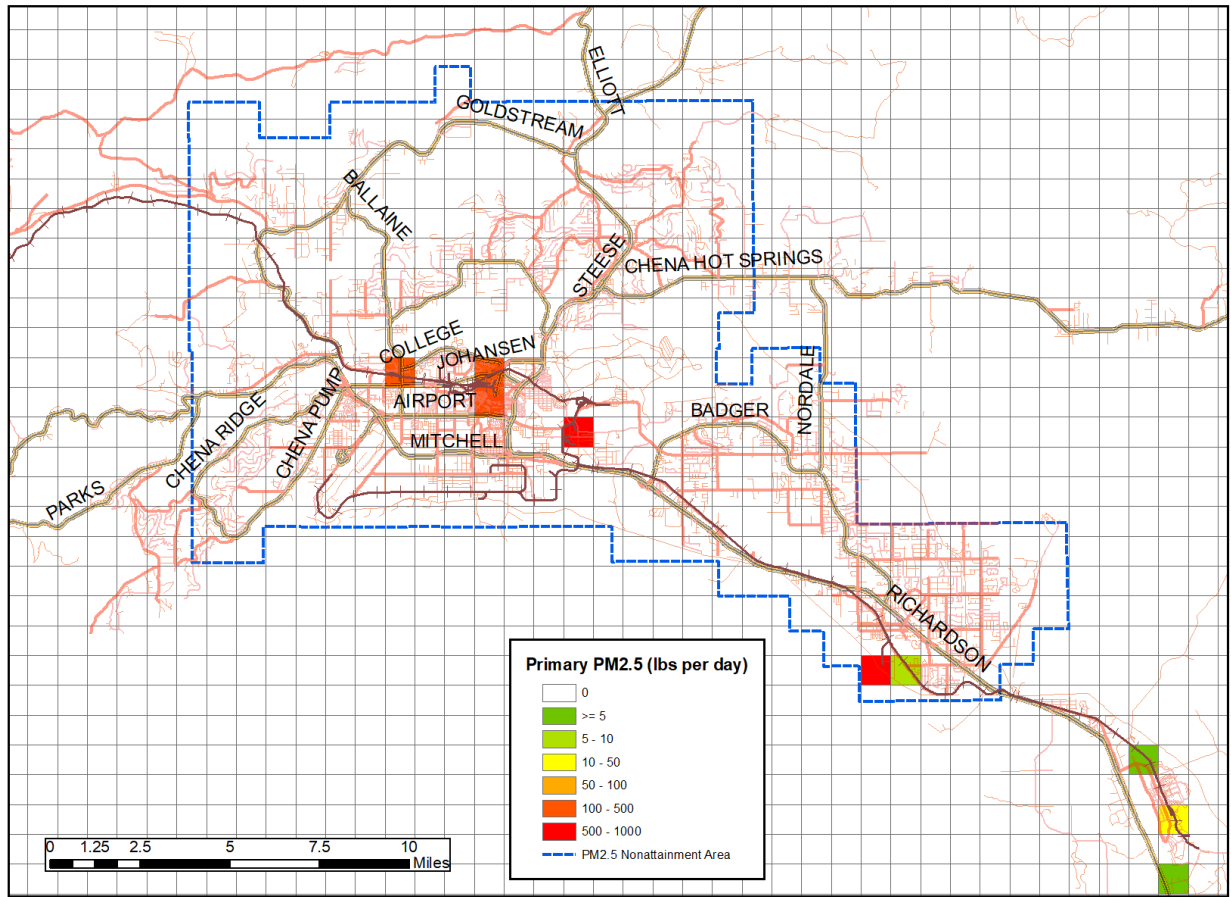 ELLIOTT
GOLDSTREAM
BALLAINE
STEESE
CHENA HOT SPRINGS
COLLEGE
JOHANSEN
NORDALE
CHENA PUMP
AIRPORT
BADGER
CHENA RIDGE
MITCHELL
PARKS
RICHARDSON
Primary PM2.5 (lbs per day)
0
>= 5
5 - 10
10 - 50
50 - 100
100 - 500
500 - 1000
PM2.5 Nonattainment Area
0 1.25 2.5 5 7.5 10
Miles